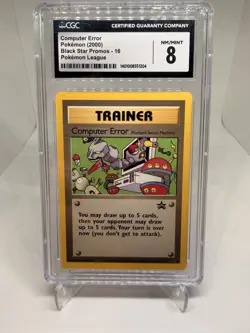 CGC
CERTIFIED GUARANTY COMPANY
Computer Error
Pokémon (2000)
Black Star Promos - 16
Pokémon League
NM/MINT
8
TRAINER
Computer Error
You may draw up to 5 cards,
then your opponent may draw up
to 5 cards. Your turn is over
now (you don't get to attack).